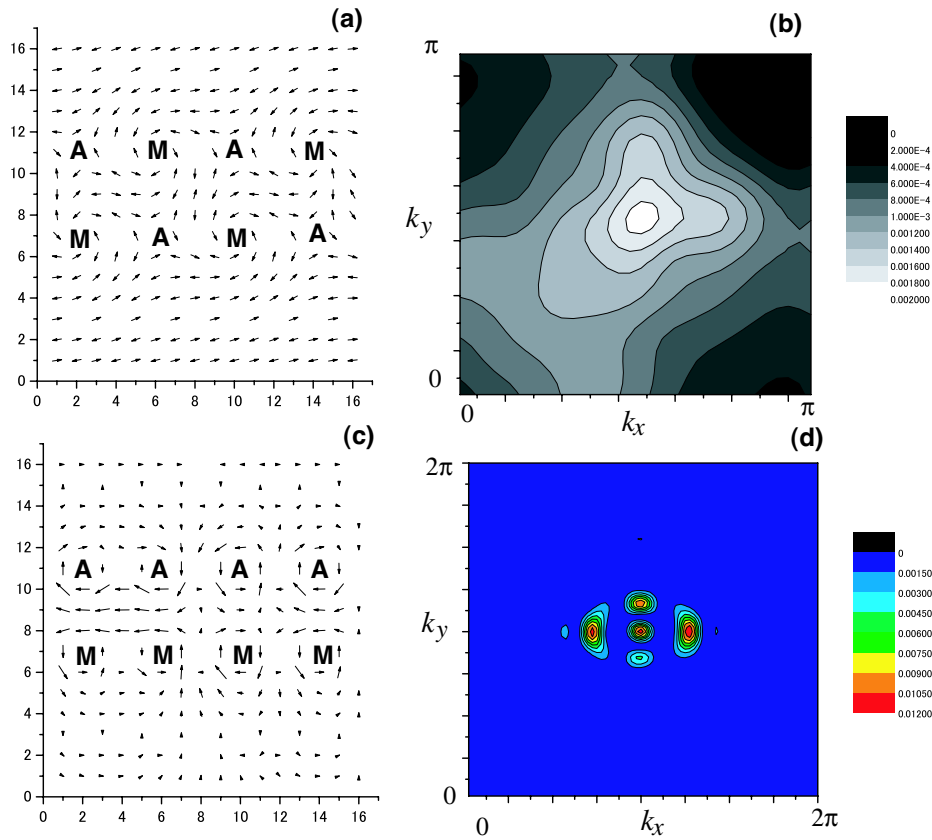 (a)
16
14
12
10
8
6
4
2
0
A M A M
M A M A
0 2 4 6 8 10 12 14 16
(b)
π
k_y
0
0 k_x π
0
2.000E-4
4.000E-4
6.000E-4
8.000E-4
1.000E-3
0.001200
0.001400
0.001600
0.001800
0.002000
(c)
16
14
12
10
8
6
4
2
0
A A A A
M M M M
0 2 4 6 8 10 12 14 16
(d)
2π
k_y
0
0 k_x 2π
0
0.00150
0.00300
0.00450
0.00600
0.00750
0.00900
0.01050
0.01200